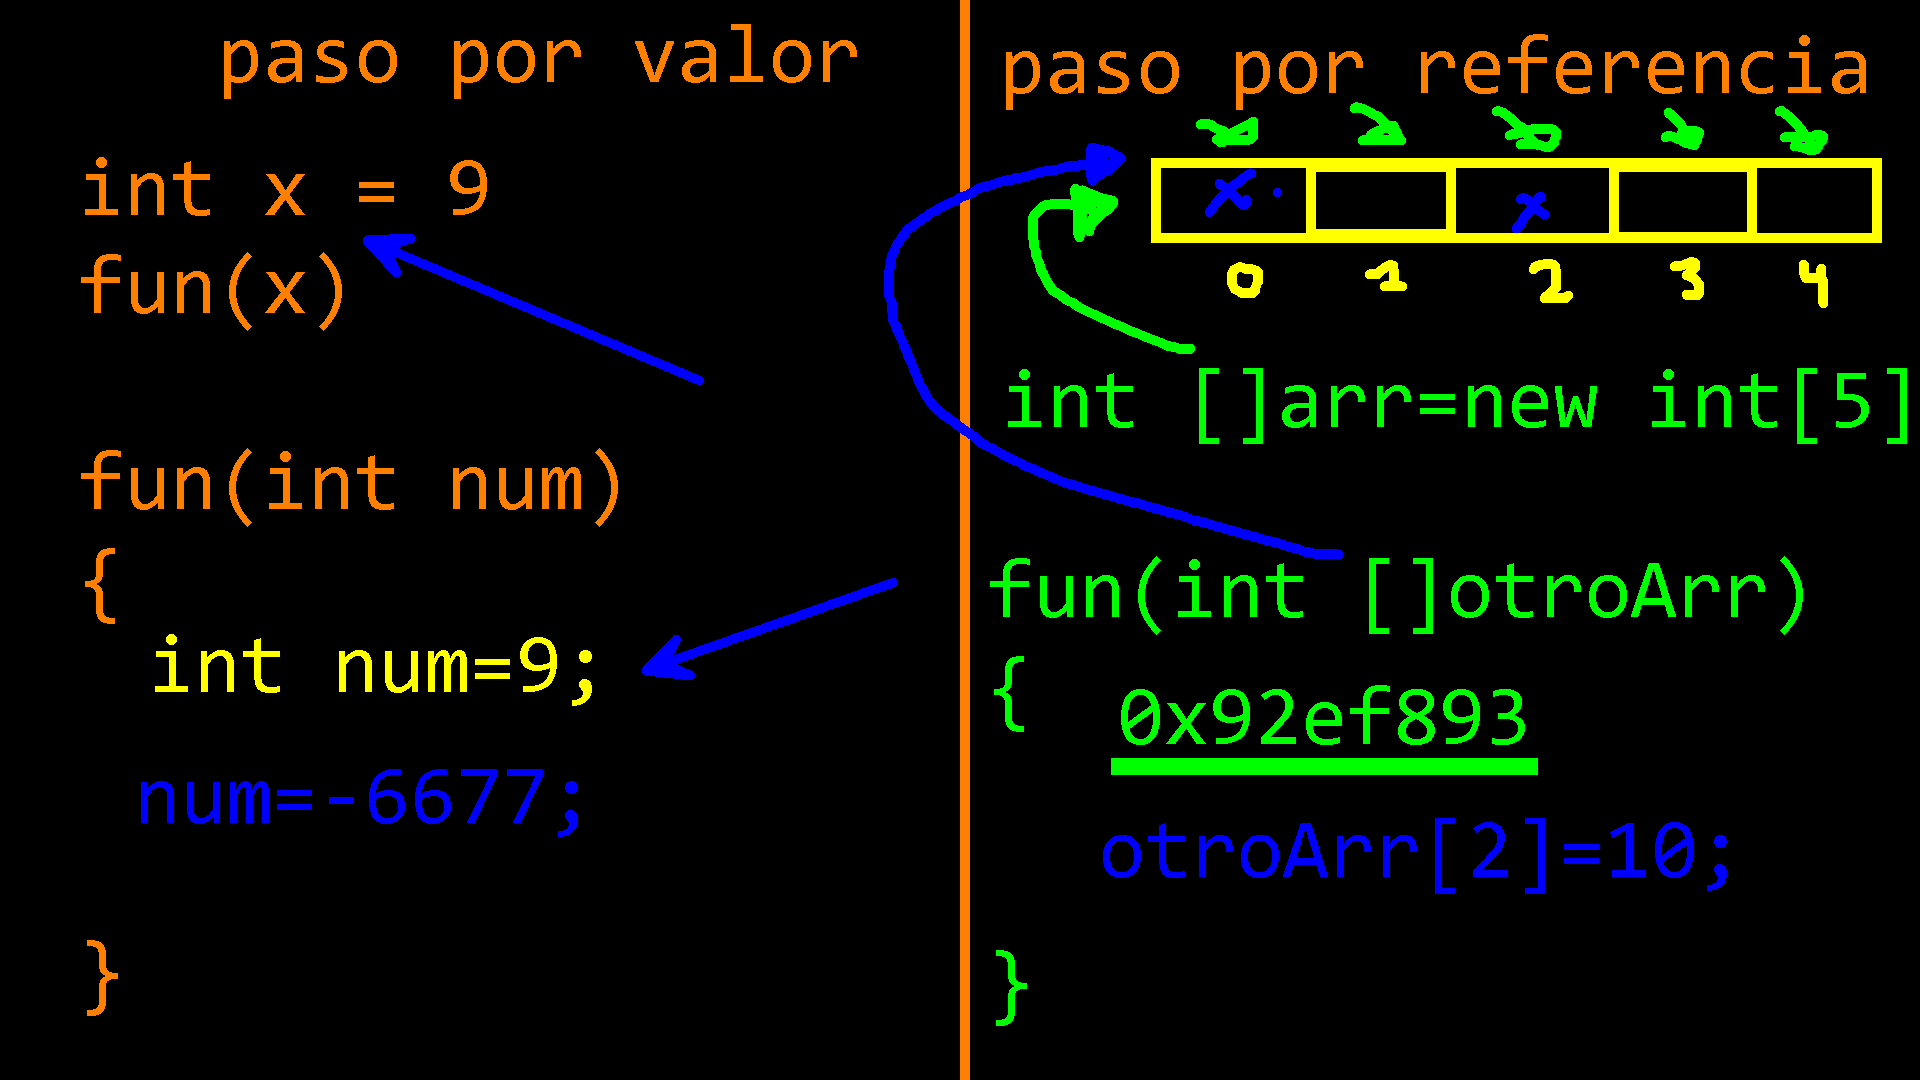 paso por valor
int x = 9
fun(x)
fun(int num)
{
int num=9;
num=-6677;
}
paso por referencia
x . x
0 1 2 3 4
int []arr=new int[5]
fun(int []otroArr)
{
0x92ef893
otroArr[2]=10;
}